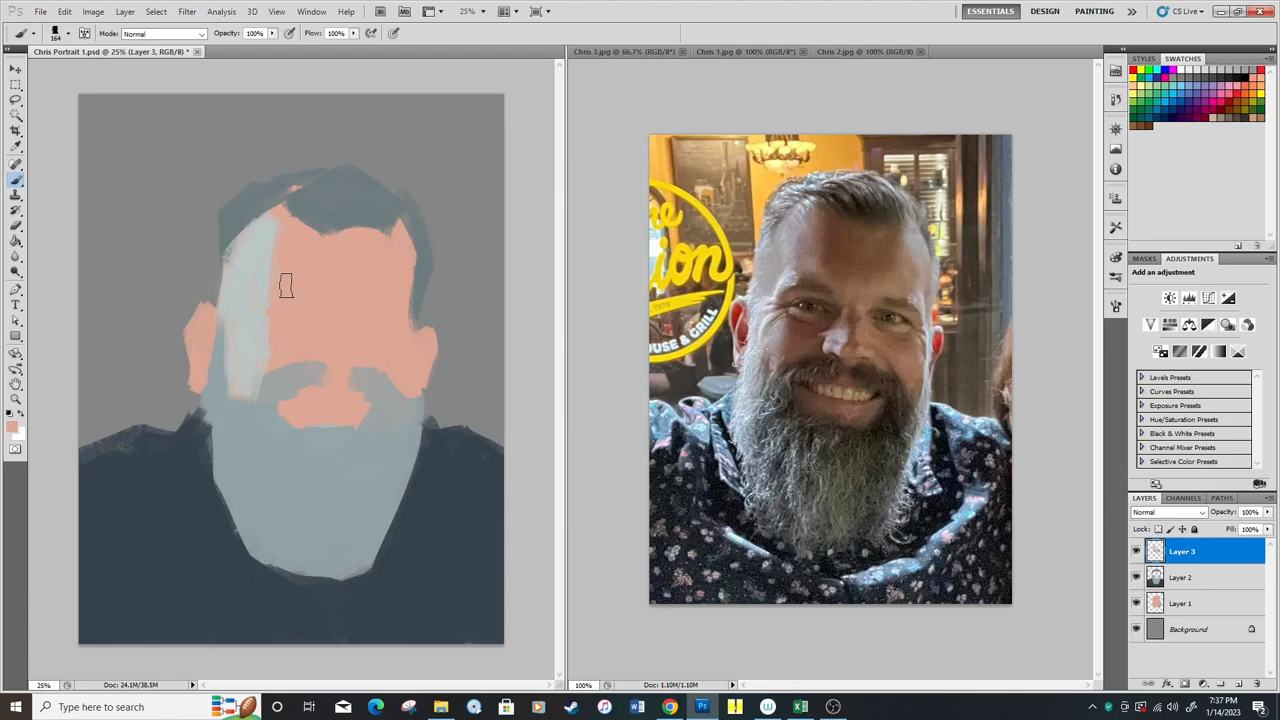 File Edit Image Layer Select Filter Analysis 3D View Window Help 25% ESSENTIALS DESIGN PAINTING CS Live
164 Mode: Normal Opacity: 100% Flow: 100%
Chris Portrait 1.psd @ 25% (Layer 3, RGB/8) * Chris 3.jpg @ 66.7% (RGB/8*) Chris 1.jpg @ 100% (RGB/8*) Chris 2.jpg @ 100% (RGB/8)
STYLES SWATCHES
ion
USE & GRILL
MASKS ADJUSTMENTS
Add an adjustment
Levels Presets
Curves Presets
Exposure Presets
Hue/Saturation Presets
Black & White Presets
Channel Mixer Presets
Selective Color Presets
LAYERS CHANNELS PATHS
Normal Opacity: 100%
Lock: Fill: 100%
Layer 3
Layer 2
Layer 1
Background
25% Doc: 24.1M/38.5M 100% Doc: 1.10M/1.10M
Type here to search 7:37 PM
1/14/2023